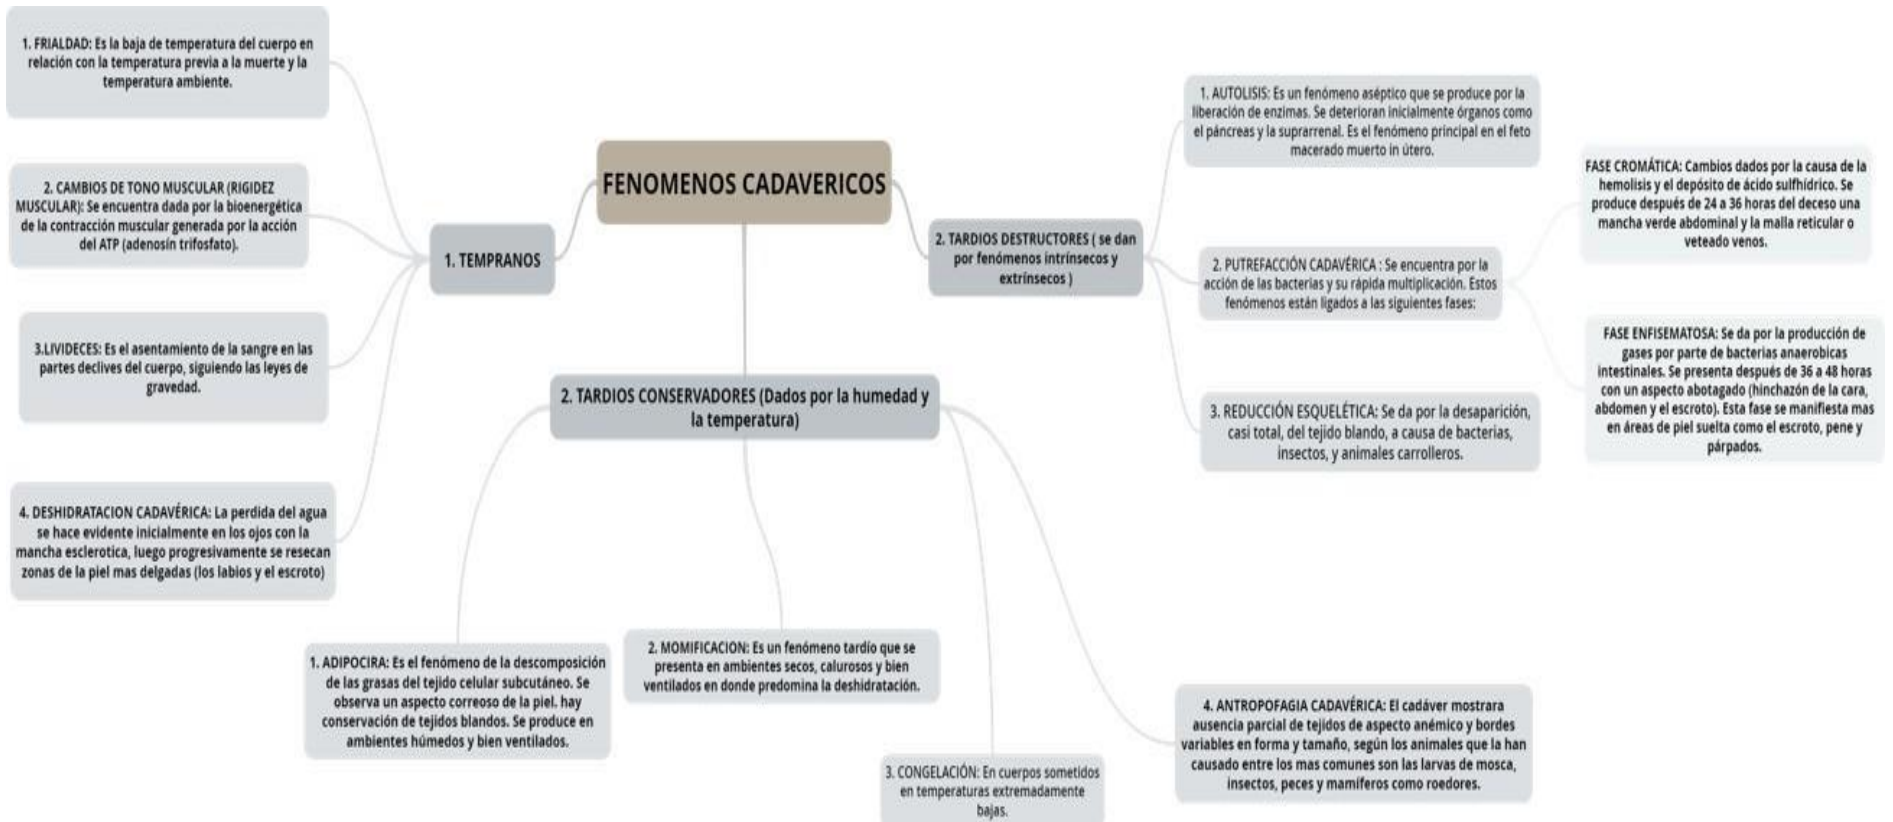 FENOMENOS CADAVERICOS
1. TEMPRANOS
1. FRIALDAD: Es la baja de temperatura del cuerpo en
relación con la temperatura previa a la muerte y la
temperatura ambiente.
2. CAMBIOS DE TONO MUSCULAR (RIGIDEZ
MUSCULAR): Se encuentra dada por la bioenergética
de la contracción muscular generada por la acción
del ATP (adenosín trifosfato).
3.LIVIDECES: Es el asentamiento de la sangre en las
partes declives del cuerpo, siguiendo las leyes de
gravedad.
4. DESHIDRATACION CADAVÉRICA: La perdida del agua
se hace evidente inicialmente en los ojos con la
mancha esclerotica, luego progresivamente se resecan
zonas de la piel mas delgadas (los labios y el escroto)
2. TARDIOS CONSERVADORES (Dados por la humedad y
la temperatura)
1. ADIPOCIRA: Es el fenómeno de la descomposición
de las grasas del tejido celular subcutáneo. Se
observa un aspecto correoso de la piel. hay
conservación de tejidos blandos. Se produce en
ambientes húmedos y bien ventilados.
2. MOMIFICACION: Es un fenómeno tardío que se
presenta en ambientes secos, calurosos y bien
ventilados en donde predomina la deshidratación.
3. CONGELACIÓN: En cuerpos sometidos
en temperaturas extremadamente
bajas.
4. ANTROPOFAGIA CADAVÉRICA: El cadáver mostrara
ausencia parcial de tejidos de aspecto anémico y bordes
variables en forma y tamaño, según los animales que la han
causado entre los mas comunes son las larvas de mosca,
insectos, peces y mamíferos como roedores.
2. TARDIOS DESTRUCTORES ( se dan
por fenómenos intrínsecos y
extrínsecos )
1. AUTOLISIS: Es un fenómeno aséptico que se produce por la
liberación de enzimas. Se deterioran inicialmente órganos como
el páncreas y la suprarrenal. Es el fenómeno principal en el feto
macerado muerto in útero.
2. PUTREFACCIÓN CADAVÉRICA : Se encuentra por la
acción de las bacterias y su rápida multiplicación. Estos
fenómenos están ligados a las siguientes fases:
FASE CROMÁTICA: Cambios dados por la causa de la
hemolisis y el depósito de ácido sulfhídrico. Se
produce después de 24 a 36 horas del deceso una
mancha verde abdominal y la malla reticular o
veteado venos.
FASE ENFISEMATOSA: Se da por la producción de
gases por parte de bacterias anaerobicas
intestinales. Se presenta después de 36 a 48 horas
con un aspecto abotagado (hinchazón de la cara,
abdomen y el escroto). Esta fase se manifiesta mas
en áreas de piel suelta como el escroto, pene y
párpados.
3. REDUCCIÓN ESQUELÉTICA: Se da por la desaparición,
casi total, del tejido blando, a causa de bacterias,
insectos, y animales carrolleros.